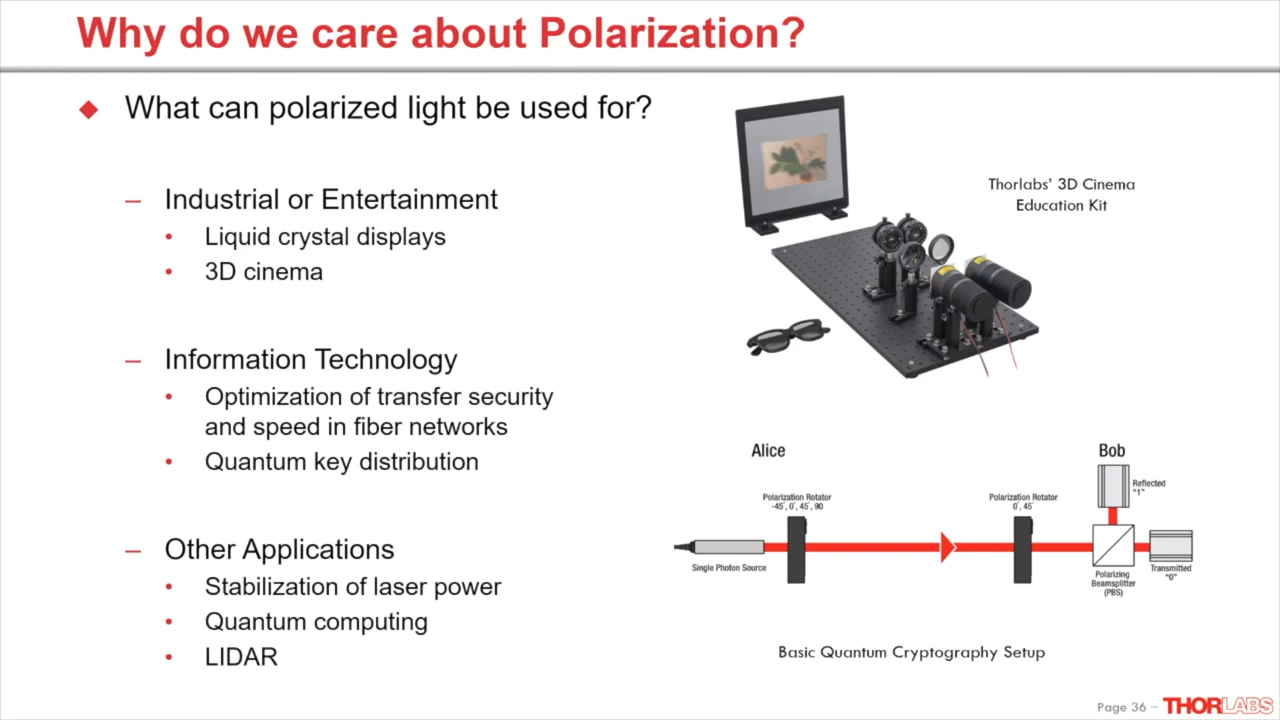 Why do we care about Polarization?
What can polarized light be used for?
– Industrial or Entertainment
• Liquid crystal displays
• 3D cinema
– Information Technology
• Optimization of transfer security
and speed in fiber networks
• Quantum key distribution
– Other Applications
• Stabilization of laser power
• Quantum computing
• LIDAR
Thorlabs' 3D Cinema
Education Kit
Alice
Bob
Polarization Rotator
-45°, 0°, 45°, 90
Polarization Rotator
0°, 45°
Reflected
"1"
Single Photon Source
Polarizing
Beamsplitter
(PBS)
Transmitted
"0"
Basic Quantum Cryptography Setup
Page 36 –
THORLABS